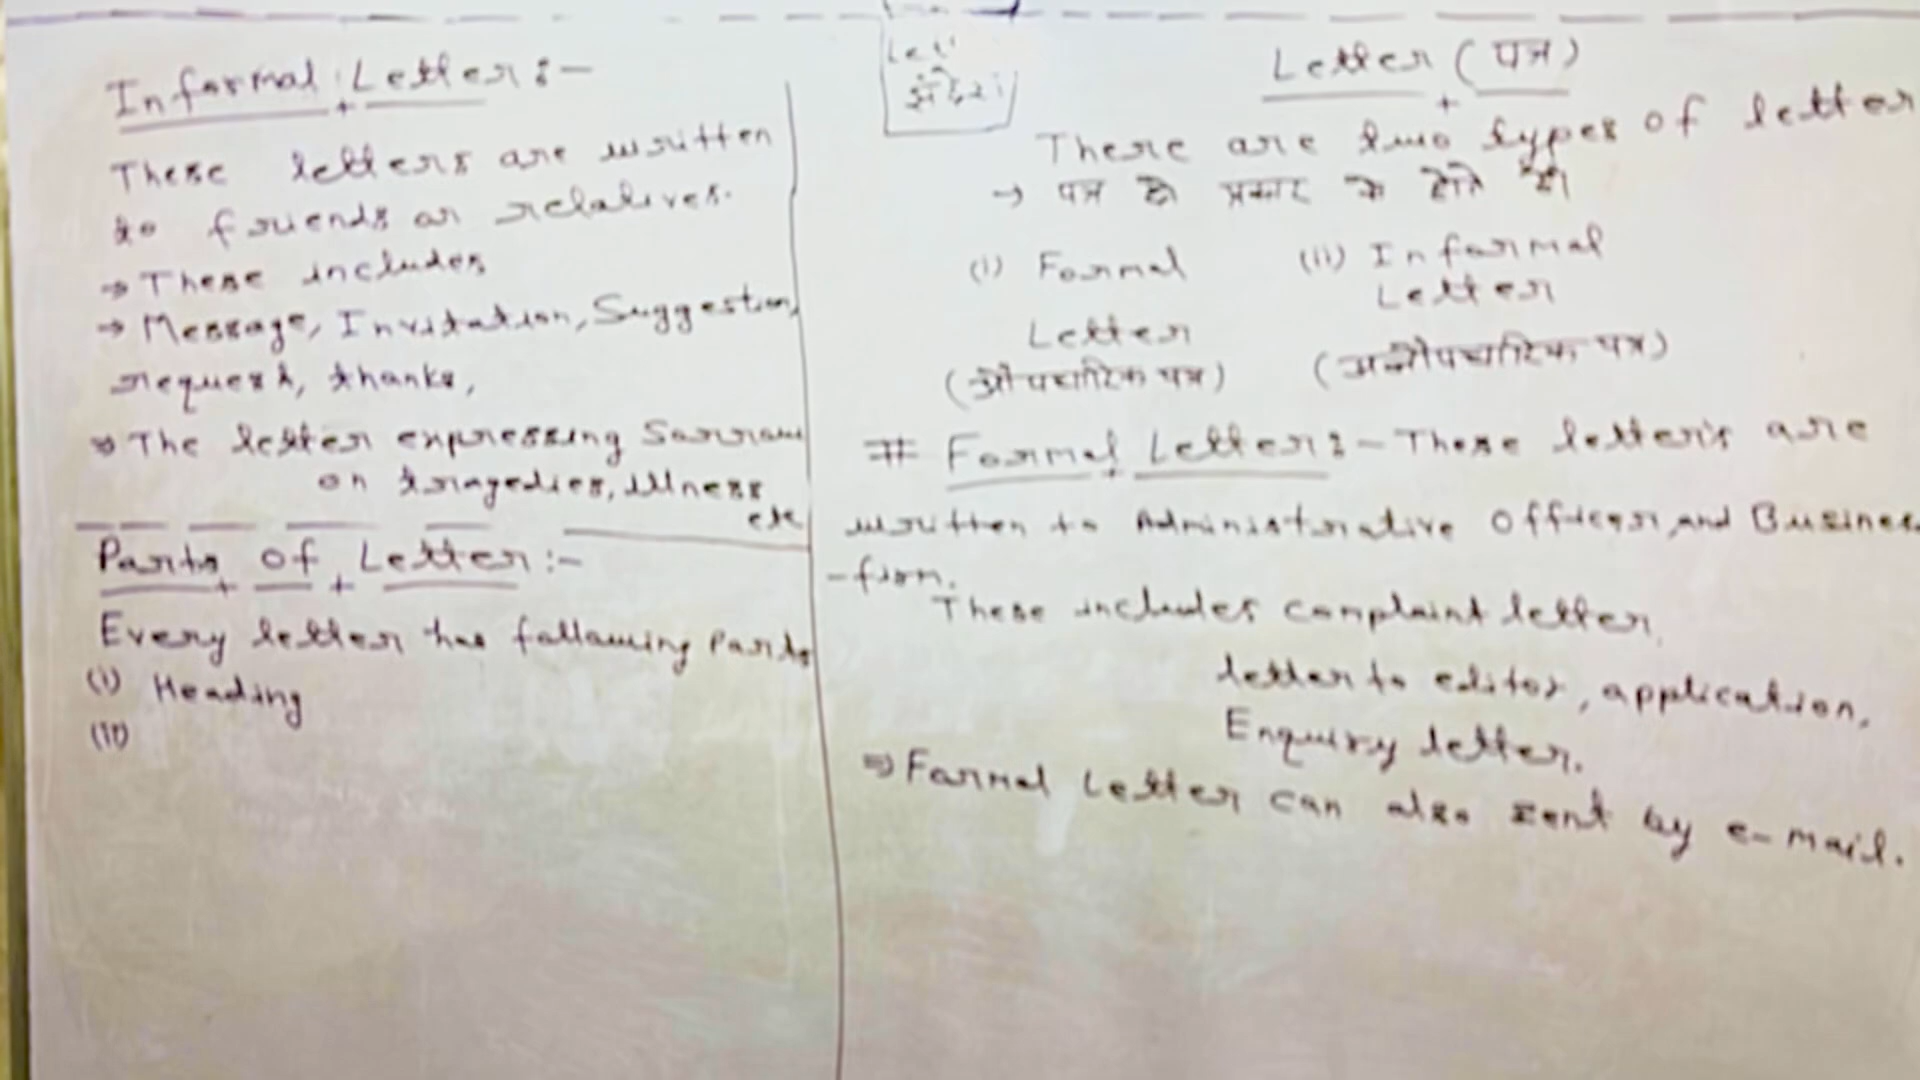 Letter (पत्र)
There are two types of letter
→ पत्र दो प्रकार के होते है।
(i) Formal
Letter
(औपचारिक पत्र)
(ii) Informal
Letter
(अनौपचारिक पत्र)
# Formal Letter :- These letter's are
written to Administrative Officer, and Busines
-firm.
These includes complaint letter,
letter to editor, application,
Enquiry letter.
⇒ Formal Letter can also sent by e-mail.
Informal Letter :-
These letters are written
to friends or relatives.
→ These includes
→ Message, Invitation, Suggestion,
request, thanks,
⇒ The letter expressing Sorrow
on tragedies, illness
etc
Parts of Letter :-
Every letter has following Parts
(i) Heading
(ii)